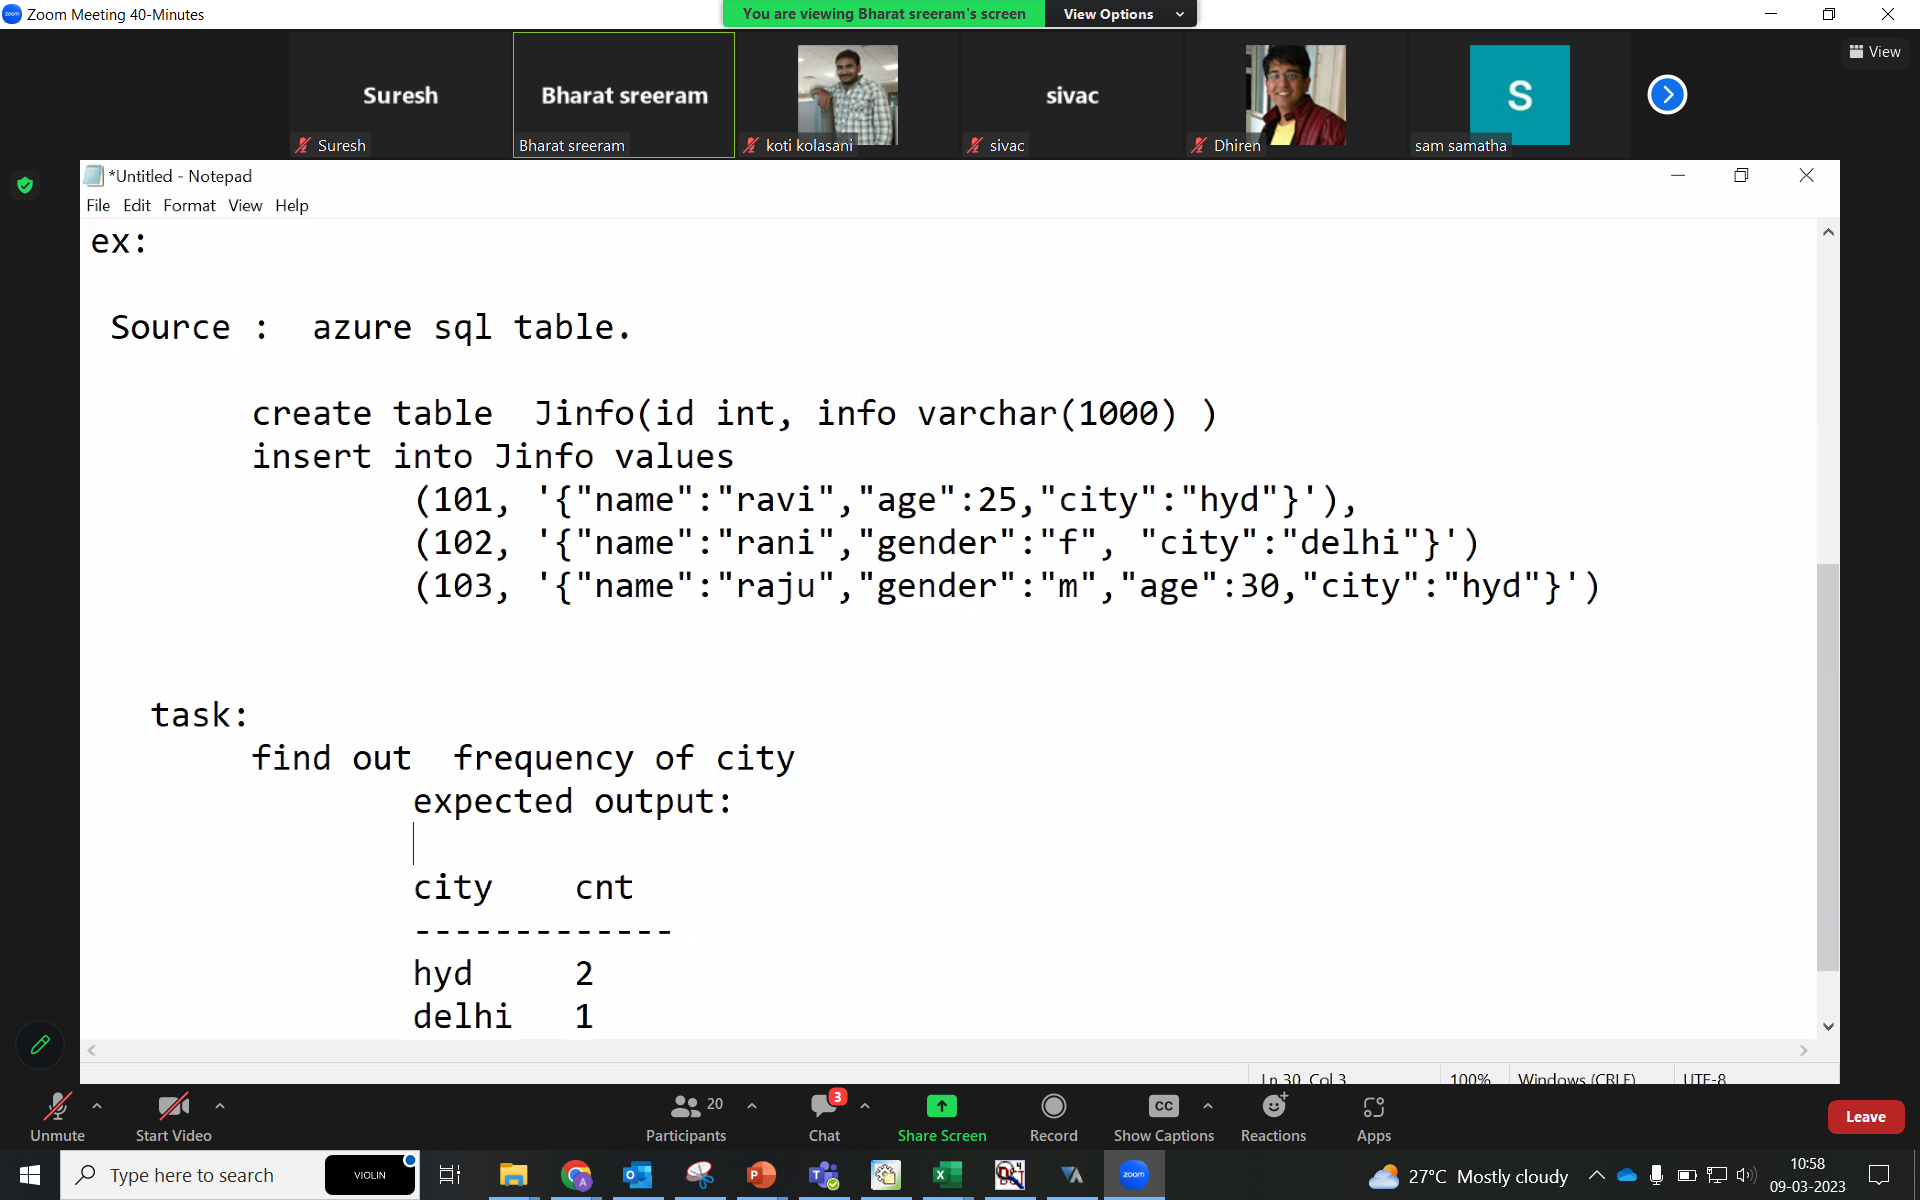 Zoom Meeting 40-Minutes
You are viewing Bharat sreeram's screen
View Options
View
Suresh
Bharat sreeram
sivac
S
Suresh
Bharat sreeram
koti kolasani
sivac
Dhiren
sam samatha
*Untitled - Notepad
File Edit Format View Help
ex:
Source : azure sql table.
create table Jinfo(id int, info varchar(1000) )
insert into Jinfo values
(101, '{"name":"ravi","age":25,"city":"hyd"}'),
(102, '{"name":"rani","gender":"f", "city":"delhi"}')
(103, '{"name":"raju","gender":"m","age":30,"city":"hyd"}')
task:
find out frequency of city
expected output:
city cnt
-------------
hyd 2
delhi 1
Ln 30, Col 3 100% Windows (CRLF) UTF-8
20
3
CC
Unmute
Start Video
Participants
Chat
Share Screen
Record
Show Captions
Reactions
Apps
Leave
Type here to search
VIOLIN
zoom
27°C Mostly cloudy
10:58
09-03-2023